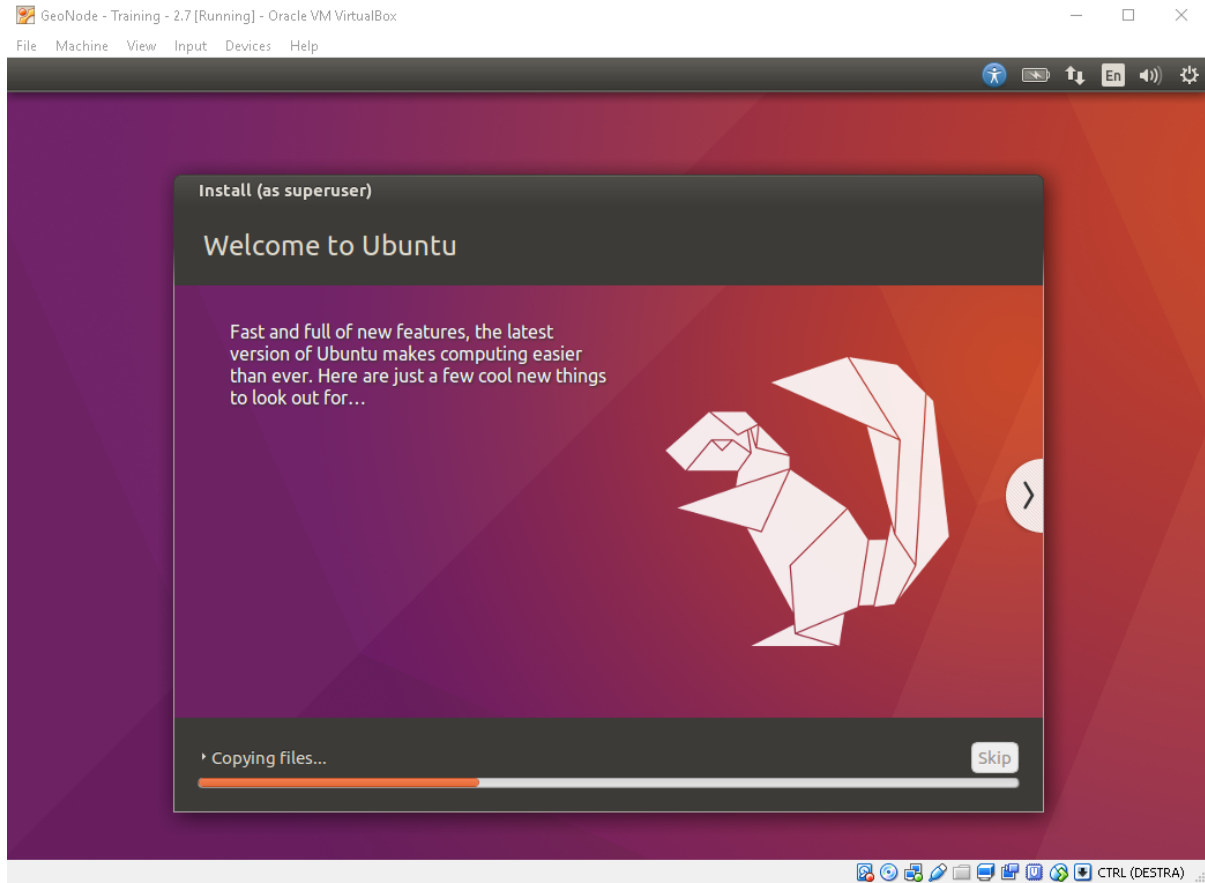 GeoNode - Training - 2.7 [Running] - Oracle VM VirtualBox
File Machine View Input Devices Help
En
Install (as superuser)
Welcome to Ubuntu
Fast and full of new features, the latest
version of Ubuntu makes computing easier
than ever. Here are just a few cool new things
to look out for…
Copying files...
Skip
CTRL (DESTRA)